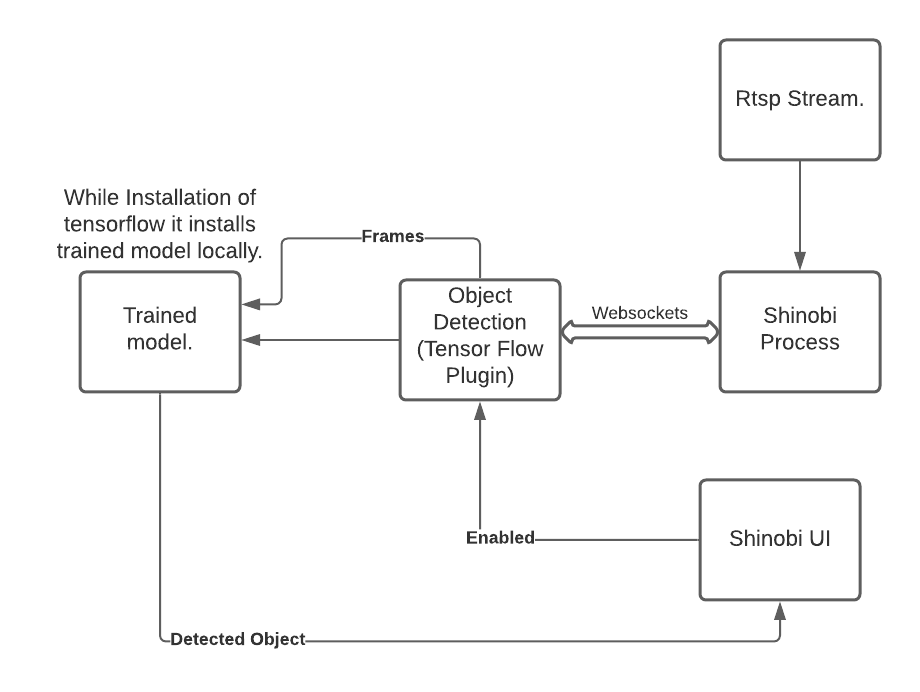 Rtsp Stream.
While Installation of
tensorflow it installs
trained model locally.
Frames
Trained
model.
Object
Detection
(Tensor Flow
Plugin)
Websockets
Shinobi
Process
Enabled
Shinobi UI
Detected Object